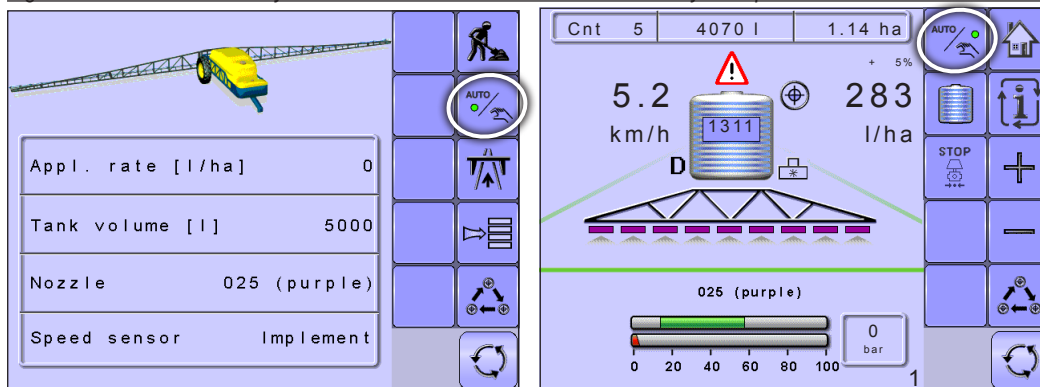 AUTO
Appl. rate [l/ha] 0
Tank volume [l] 5000
Nozzle 025 (purple)
Speed sensor Implement
Cnt 5 4070 l 1.14 ha
AUTO
+ 5%
5.2 283
km/h l/ha
1311
D
STOP
025 (purple)
0
bar
0 20 40 60 80 100
1